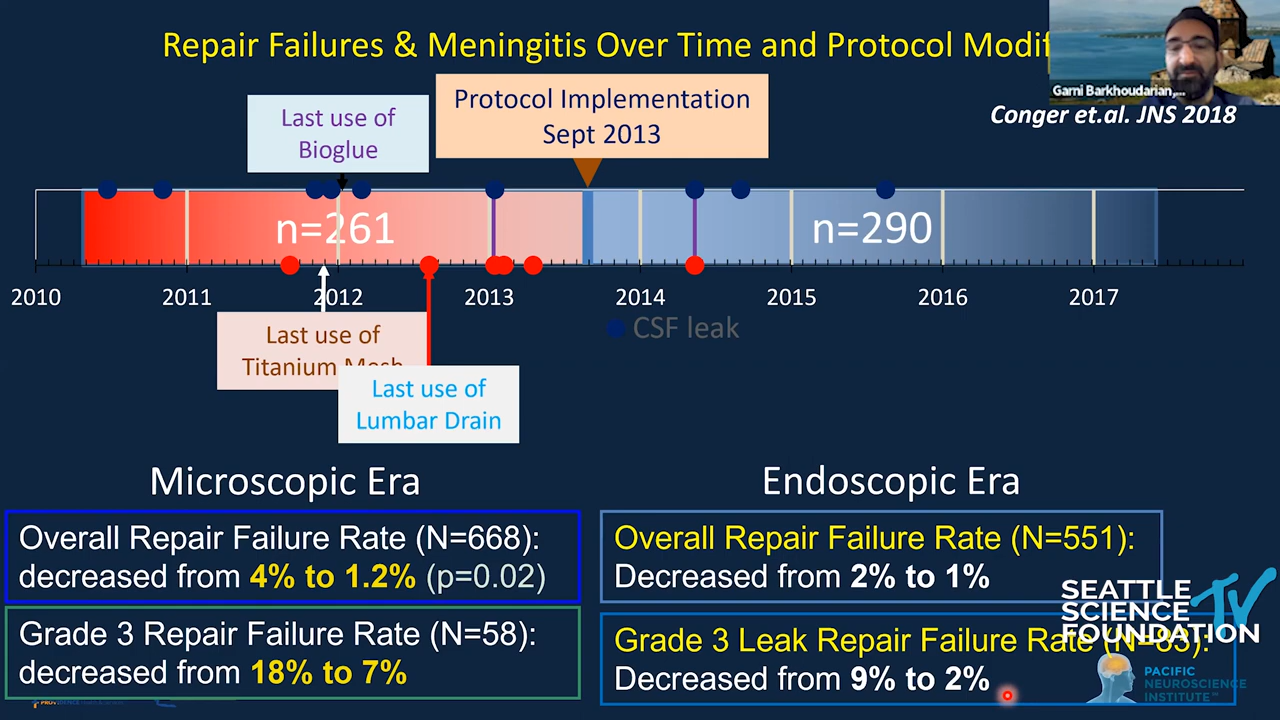 Repair Failures & Meningitis Over Time and Protocol
Garni Barkhoudarian,...
Conger et.al. JNS 2018
Last use of
Bioglue
Protocol Implementation
Sept 2013
n=261
n=290
2010 2011 2012 2013 2014 2015 2016 2017
Last use of
Titanium Mesh
CSF leak
Last use of
Lumbar Drain
Microscopic Era
Overall Repair Failure Rate (N=668):
decreased from 4% to 1.2% (p=0.02)
Grade 3 Repair Failure Rate (N=58):
decreased from 18% to 7%
Endoscopic Era
Overall Repair Failure Rate (N=551):
Decreased from 2% to 1%
Grade 3 Leak Repair Failure Rate (N=83):
Decreased from 9% to 2%
SEATTLE
SCIENCE
FOUNDATION
TV
PACIFIC
NEUROSCIENCE
INSTITUTE